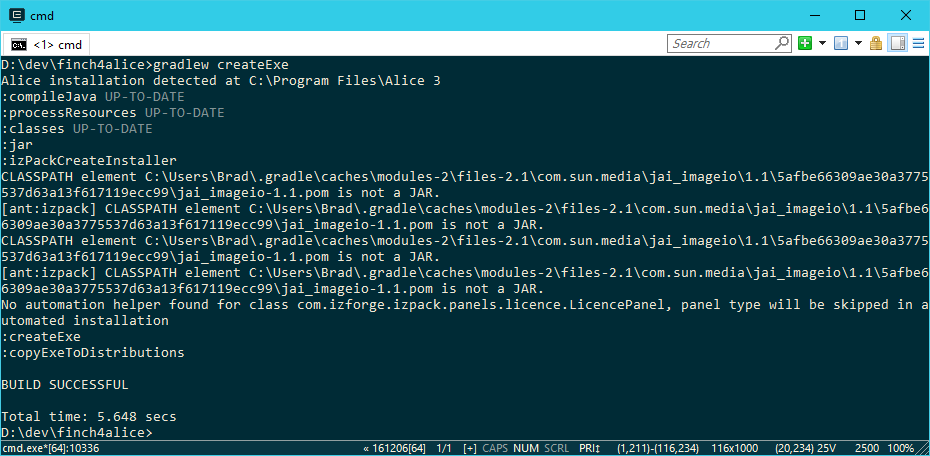 cmd
<1> cmd
Search
D:\dev\finch4alice>gradlew createExe
Alice installation detected at C:\Program Files\Alice 3
:compileJava UP-TO-DATE
:processResources UP-TO-DATE
:classes UP-TO-DATE
:jar
:izPackCreateInstaller
CLASSPATH element C:\Users\Brad\.gradle\caches\modules-2\files-2.1\com.sun.media\jai_imageio\1.1\5afbe66309ae30a3775
537d63a13f617119ecc99\jai_imageio-1.1.pom is not a JAR.
[ant:izpack] CLASSPATH element C:\Users\Brad\.gradle\caches\modules-2\files-2.1\com.sun.media\jai_imageio\1.1\5afbe6
6309ae30a3775537d63a13f617119ecc99\jai_imageio-1.1.pom is not a JAR.
CLASSPATH element C:\Users\Brad\.gradle\caches\modules-2\files-2.1\com.sun.media\jai_imageio\1.1\5afbe66309ae30a3775
537d63a13f617119ecc99\jai_imageio-1.1.pom is not a JAR.
[ant:izpack] CLASSPATH element C:\Users\Brad\.gradle\caches\modules-2\files-2.1\com.sun.media\jai_imageio\1.1\5afbe6
6309ae30a3775537d63a13f617119ecc99\jai_imageio-1.1.pom is not a JAR.
No automation helper found for class com.izforge.izpack.panels.licence.LicencePanel, panel type will be skipped in a
utomated installation
:createExe
:copyExeToDistributions
BUILD SUCCESSFUL
Total time: 5.648 secs
D:\dev\finch4alice>
cmd.exe*[64]:10336 « 161206[64] 1/1 [+] CAPS NUM SCRL PRI‡ (1,211)-(116,234) 116x1000 (20,234) 25V 2500 100%